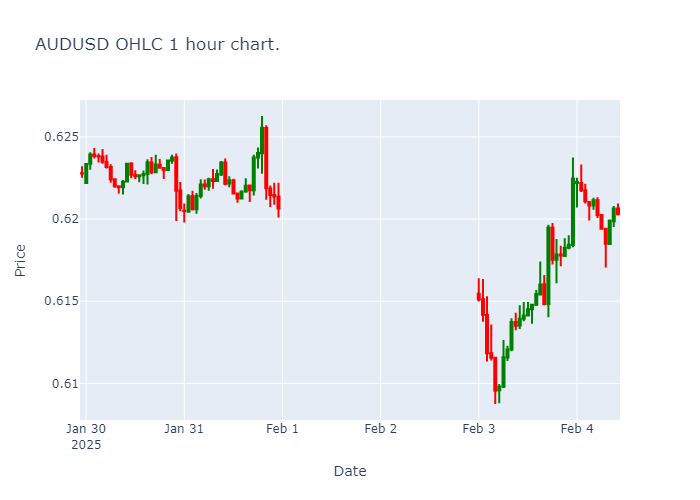 AUDUSD OHLC 1 hour chart.
0.625
0.62
0.615
0.61
Price
Jan 30
2025
Jan 31
Feb 1
Feb 2
Feb 3
Feb 4
Date